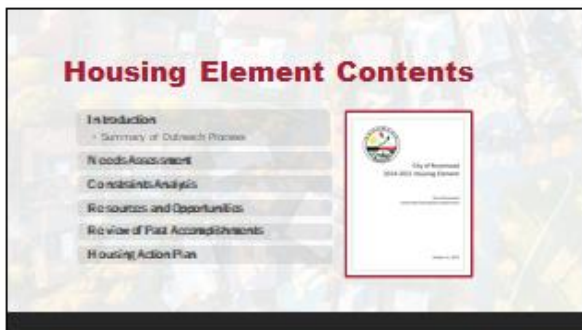 Housing Element Contents
Introduction
• Summary of Outreach Process
Needs Assessment
Constraints Analysis
Resources and Opportunities
Review of Past Accomplishments
Housing Action Plan
City of Rosemead
2014-2021 Housing Element